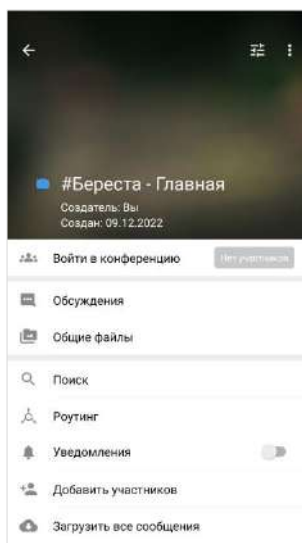 #Береста - Главная
Создатель: Вы
Создан: 09.12.2022
Войти в конференцию
Нет участников
Обсуждения
Общие файлы
Поиск
Роутинг
Уведомления
Добавить участников
Загрузить все сообщения